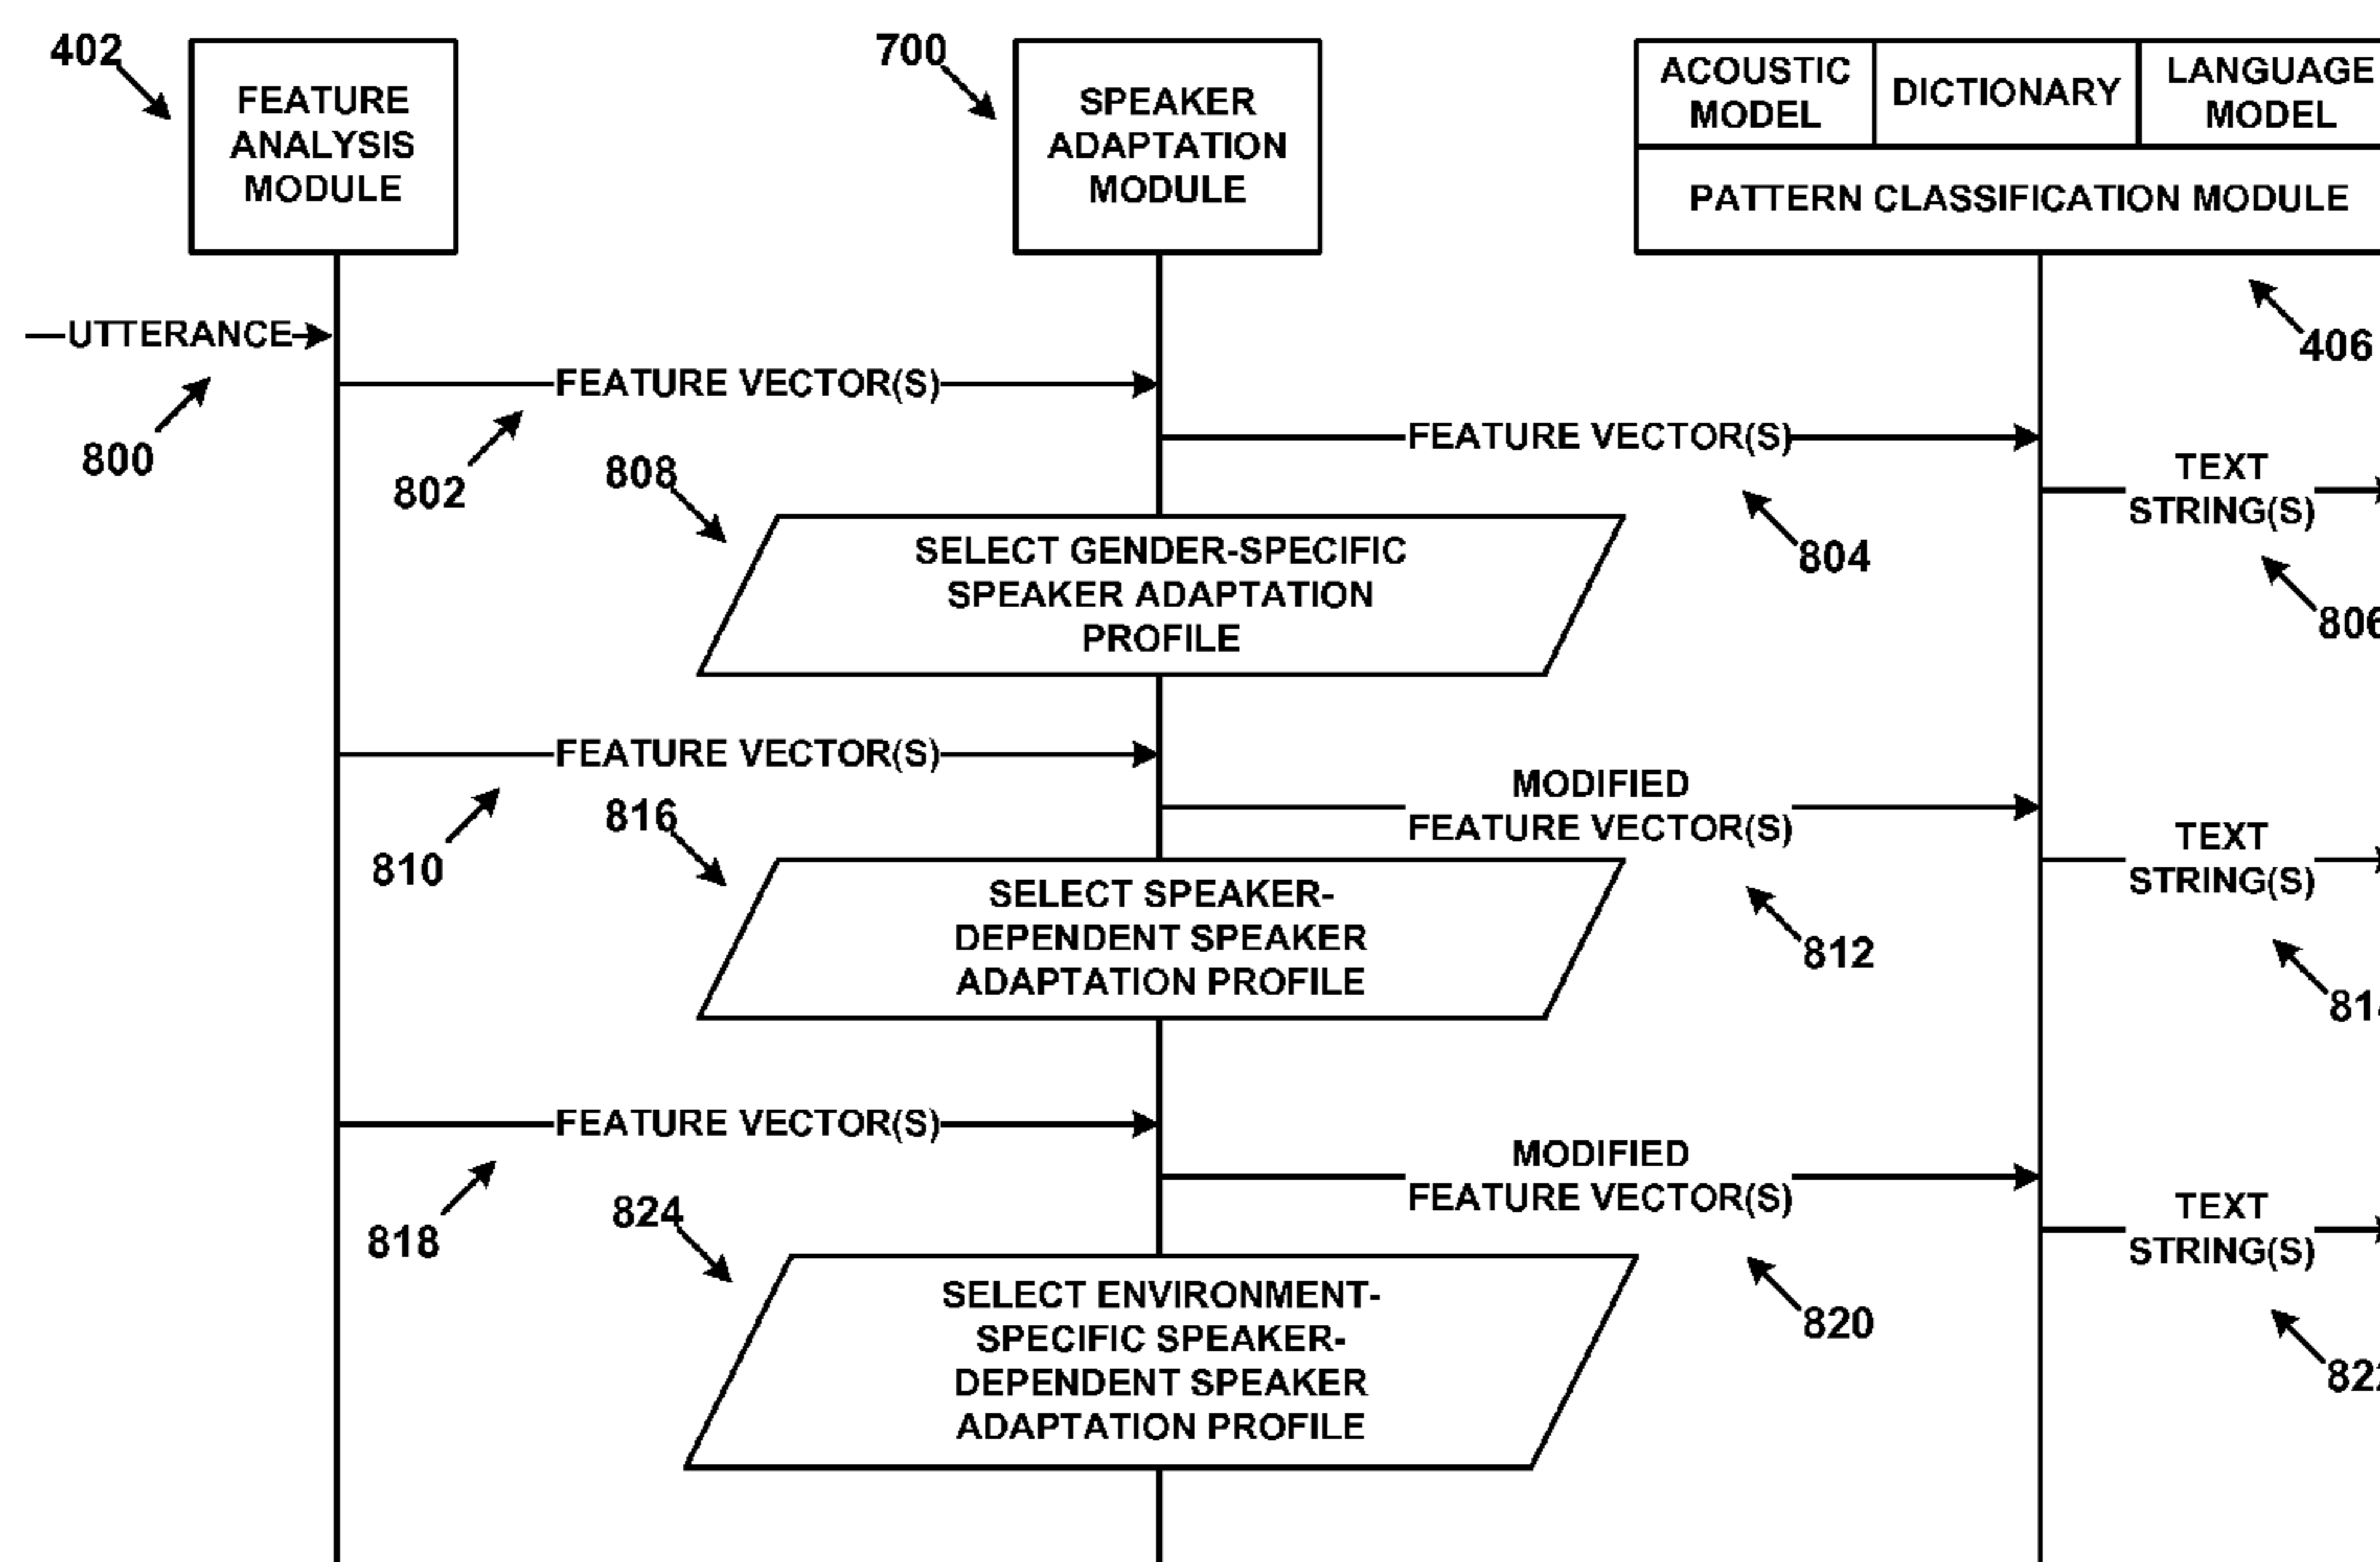 402
FEATURE
ANALYSIS
MODULE
700
SPEAKER
ADAPTATION
MODULE
ACOUSTIC
MODEL
DICTIONARY
LANGUAGE
MODEL
PATTERN CLASSIFICATION MODULE
406
UTTERANCE
800
FEATURE VECTOR(S)
802
FEATURE VECTOR(S)
804
TEXT
STRING(S)
806
808
SELECT GENDER-SPECIFIC
SPEAKER ADAPTATION
PROFILE
FEATURE VECTOR(S)
810
MODIFIED
FEATURE VECTOR(S)
812
TEXT
STRING(S)
816
SELECT SPEAKER-
DEPENDENT SPEAKER
ADAPTATION PROFILE
FEATURE VECTOR(S)
818
MODIFIED
FEATURE VECTOR(S)
820
TEXT
STRING(S)
824
SELECT ENVIRONMENT-
SPECIFIC SPEAKER-
DEPENDENT SPEAKER
ADAPTATION PROFILE